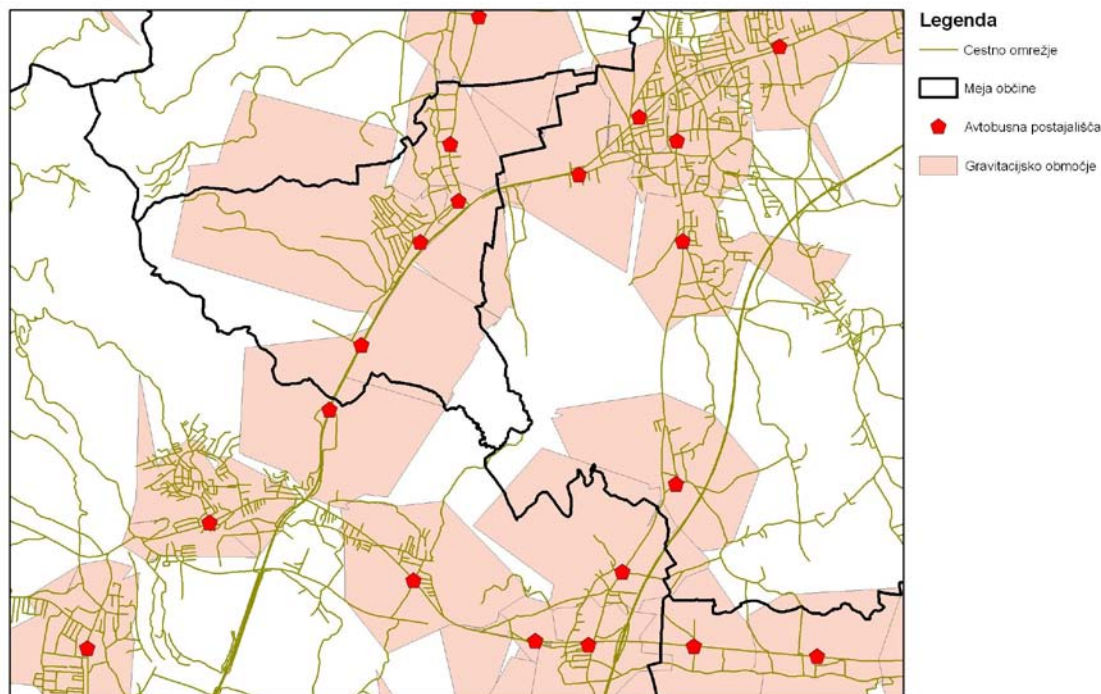 Legenda
Cestno omrežje
Meja občine
Avtobusna postajališča
Gravitacijsko območje